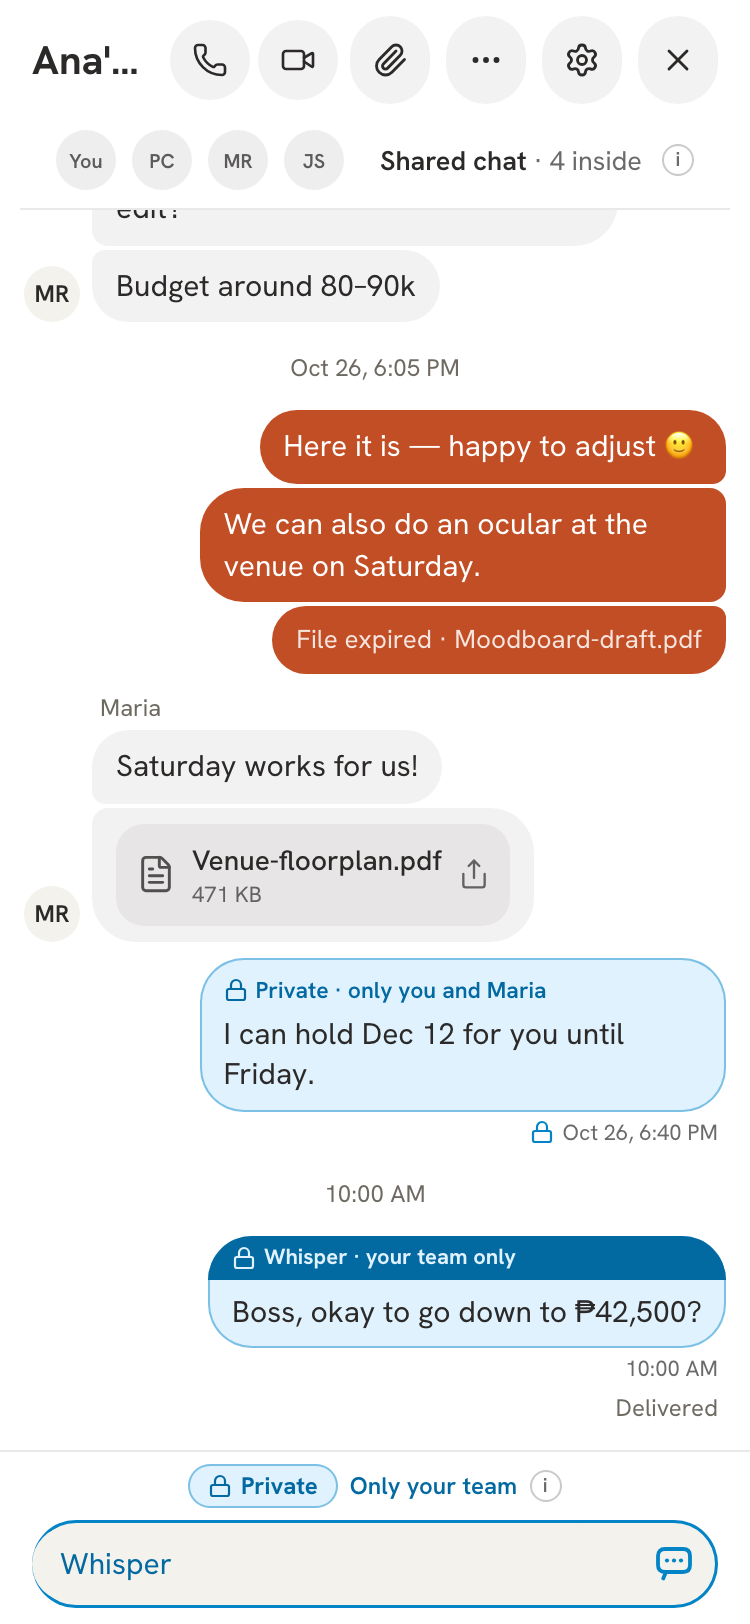 Ana'...
You PC MR JS Shared chat · 4 inside i
edit?
Budget around 80–90k
MR
Oct 26, 6:05 PM
Here it is — happy to adjust 🙂
We can also do an ocular at the
venue on Saturday.
File expired · Moodboard-draft.pdf
Maria
Saturday works for us!
Venue-floorplan.pdf
471 KB
MR
Private · only you and Maria
I can hold Dec 12 for you until
Friday.
Oct 26, 6:40 PM
10:00 AM
Whisper · your team only
Boss, okay to go down to ₱42,500?
10:00 AM
Delivered
Private Only your team i
Whisper